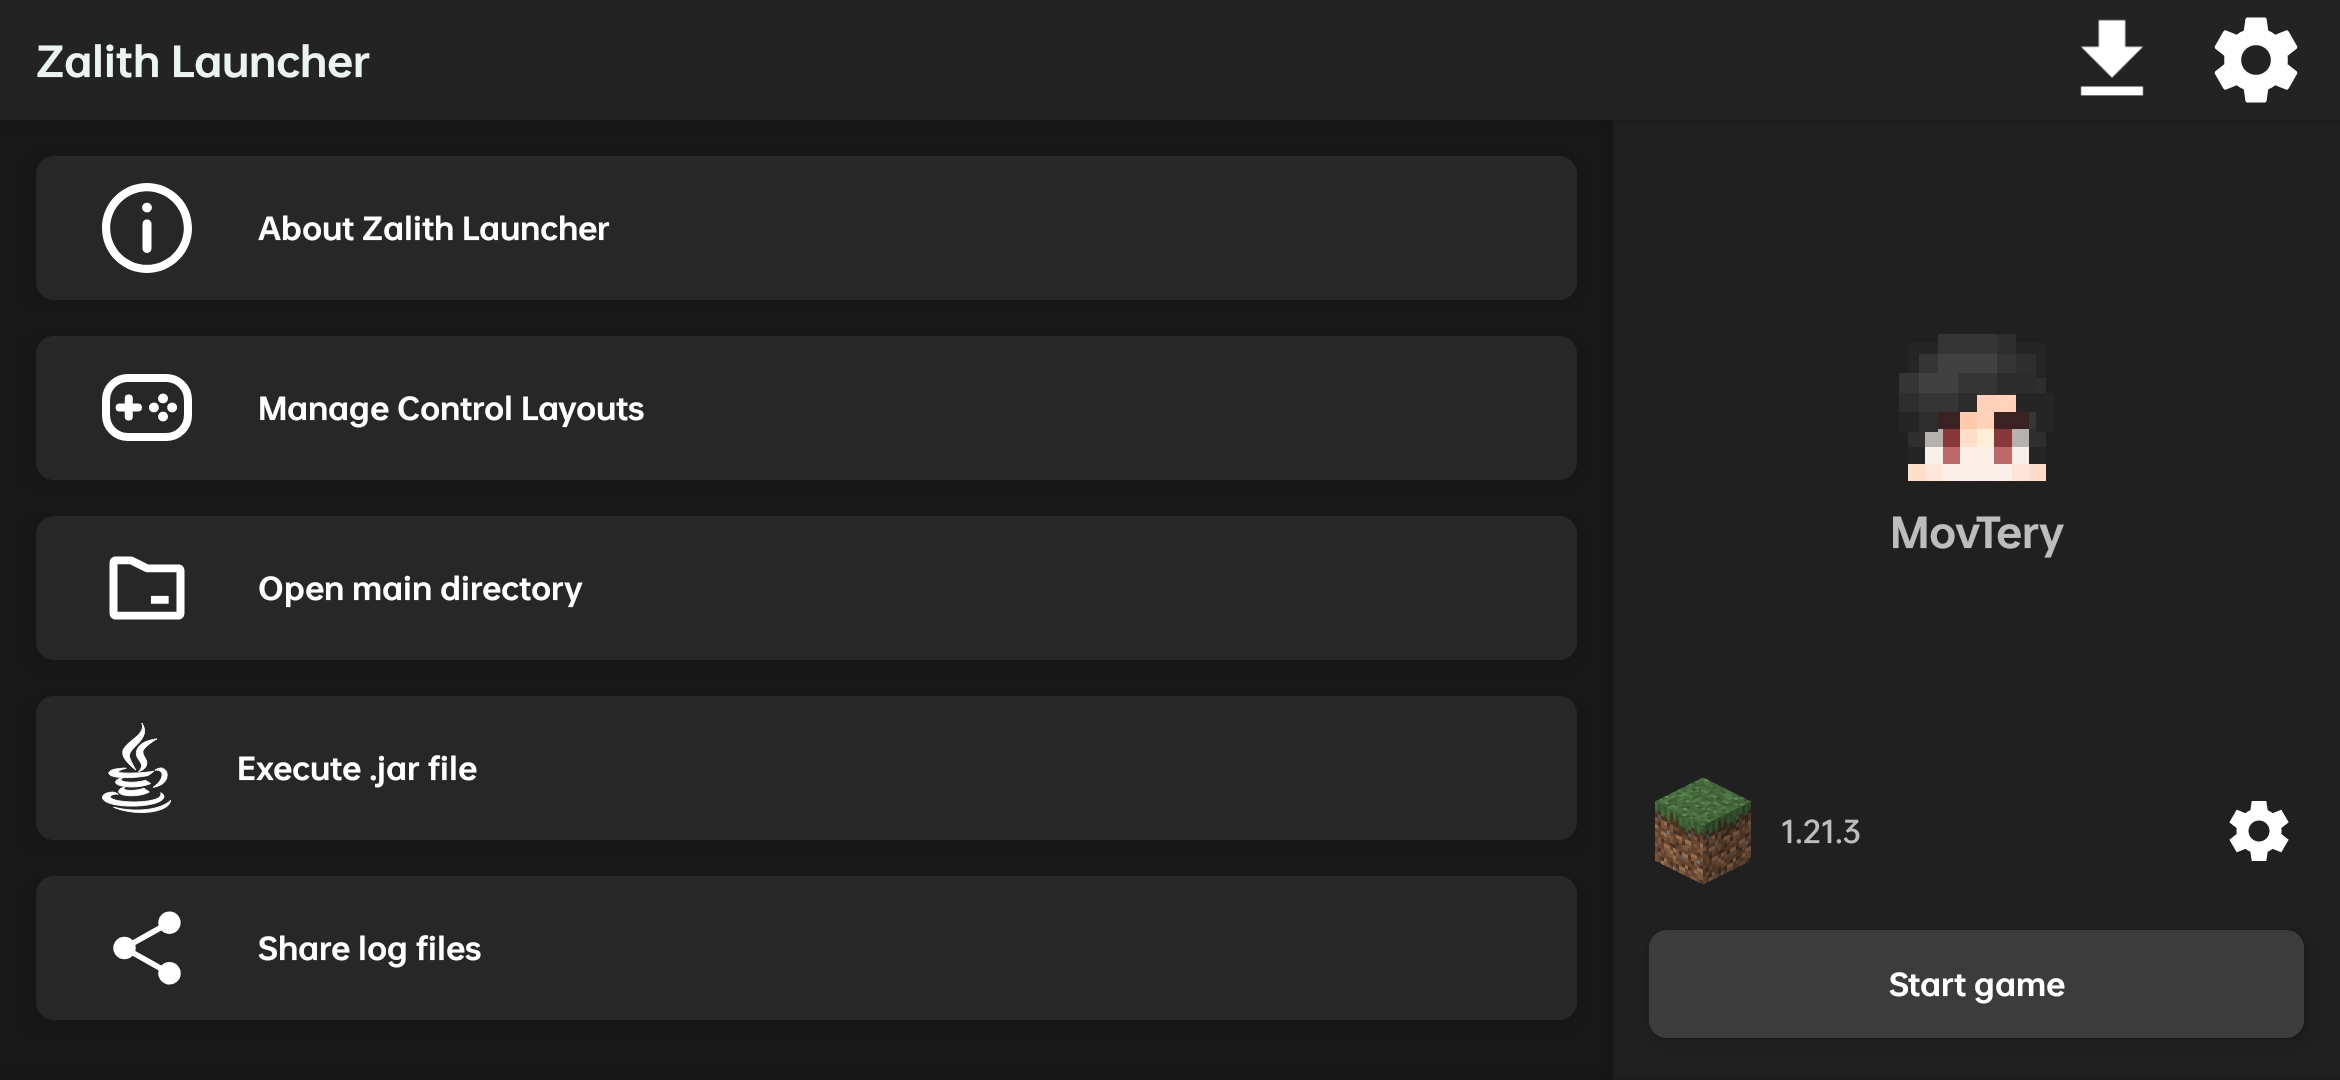 Zalith Launcher
About Zalith Launcher
Manage Control Layouts
Open main directory
Execute .jar file
Share log files
MovTery
1.21.3
Start game